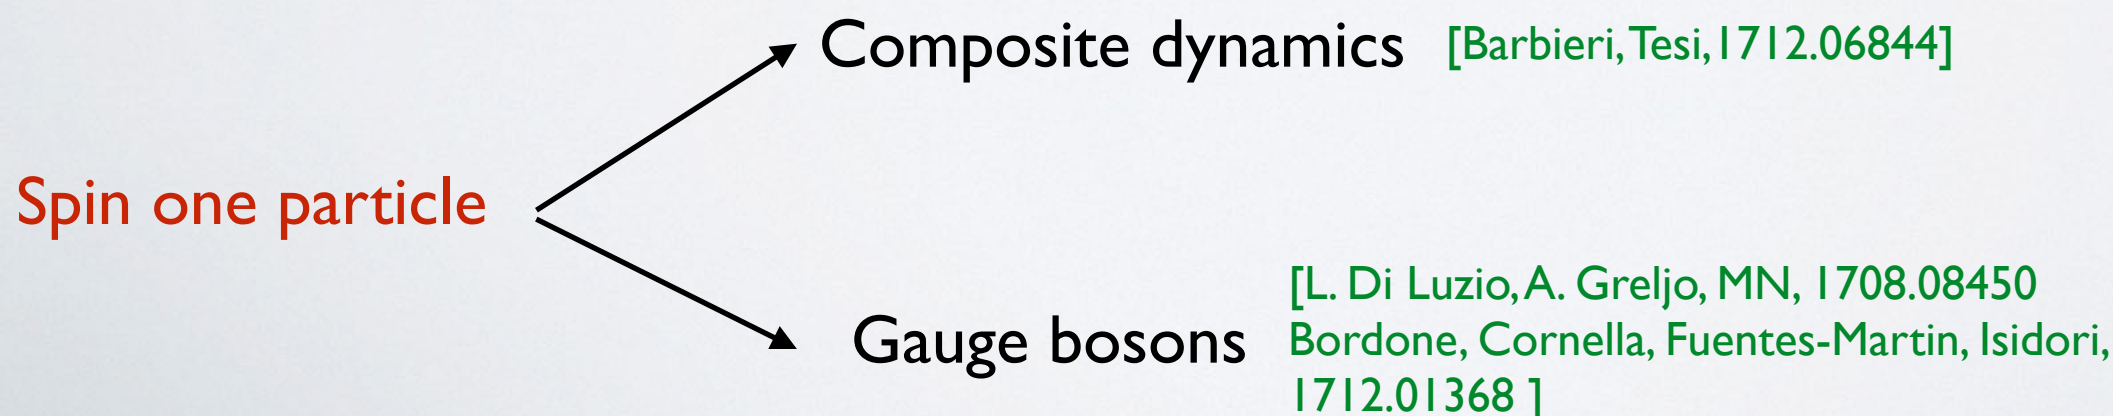 Composite dynamics [Barbieri, Tesi, 1712.06844]
Spin one particle
Gauge bosons
[L. Di Luzio, A. Greljo, MN, 1708.08450
Bordone, Cornella, Fuentes-Martin, Isidori,
1712.01368 ]